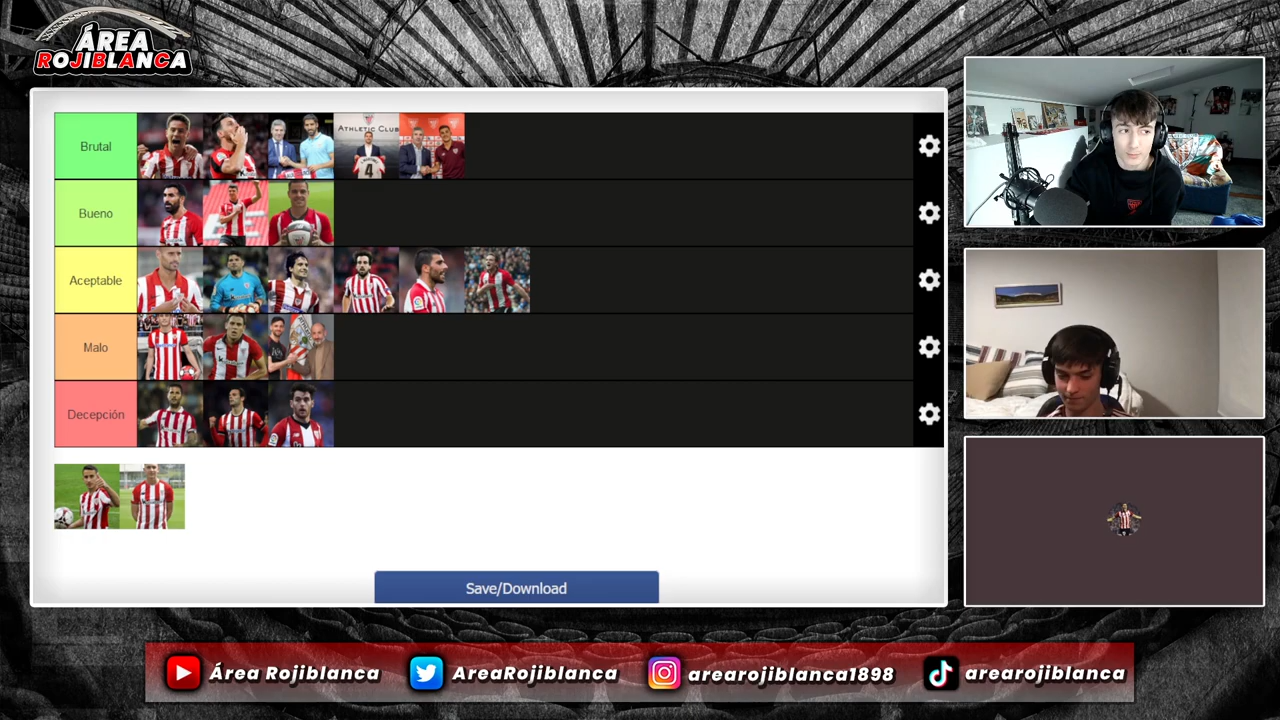 ÁREA
ROJIBLANCA
Brutal
ATHLETIC CLUB
4
Bueno
Aceptable
Malo
Decepción
Save/Download
Área Rojiblanca
AreaRojiblanca
arearojiblanca1898
arearojiblanca